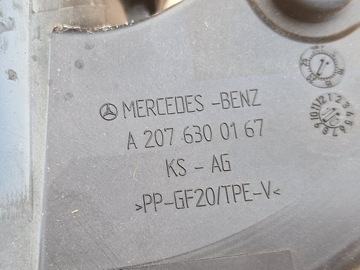 MERCEDES-BENZ
A 207 630 01 67
KS - AG
>PP-GF20/TPE-V<